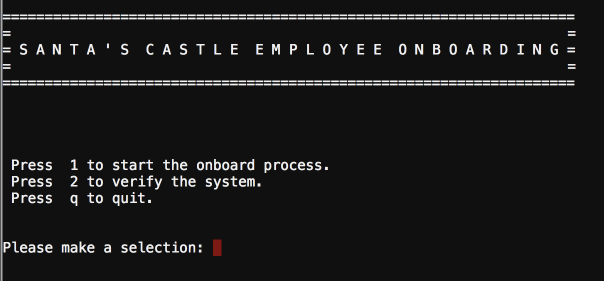 ====================================================================
=                                                                  =
= S A N T A ' S  C A S T L E  E M P L O Y E E  O N B O A R D I N G =
=                                                                  =
====================================================================
Press  1 to start the onboard process.
Press  2 to verify the system.
Press  q to quit.
Please make a selection: